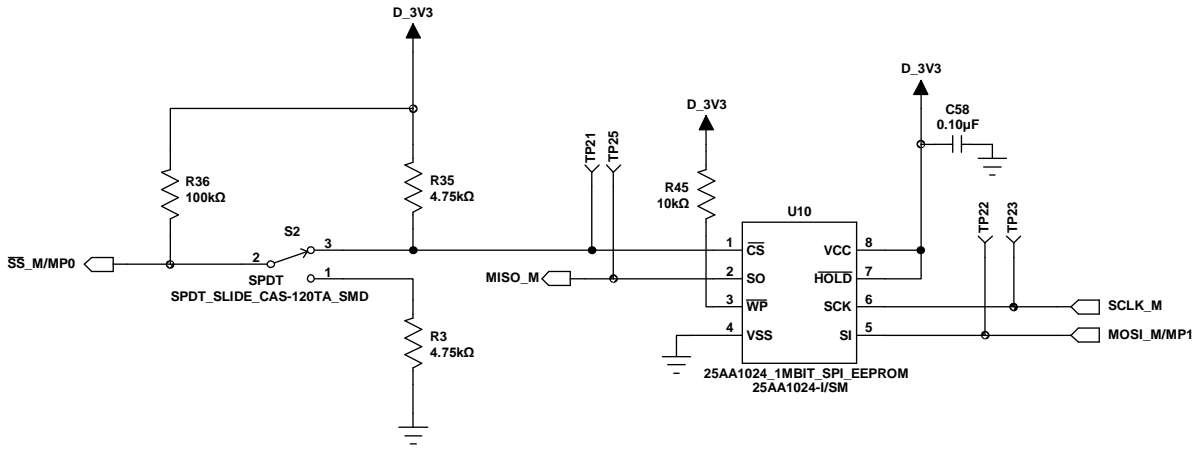 D_3V3
D_3V3
D_3V3
C58
0.10µF
TP21
TP25
R36
100kΩ
R35
4.75kΩ
R45
10kΩ
U10
TP22
TP23
S2
3
1
CS
VCC
8
SS_M/MP0
2
SPDT
1
MISO_M
2
SO
HOLD
7
SPDT_SLIDE_CAS-120TA_SMD
3
WP
SCK
6
SCLK_M
R3
4.75kΩ
4
VSS
SI
5
MOSI_M/MP1
25AA1024_1MBIT_SPI_EEPROM
25AA1024-I/SM